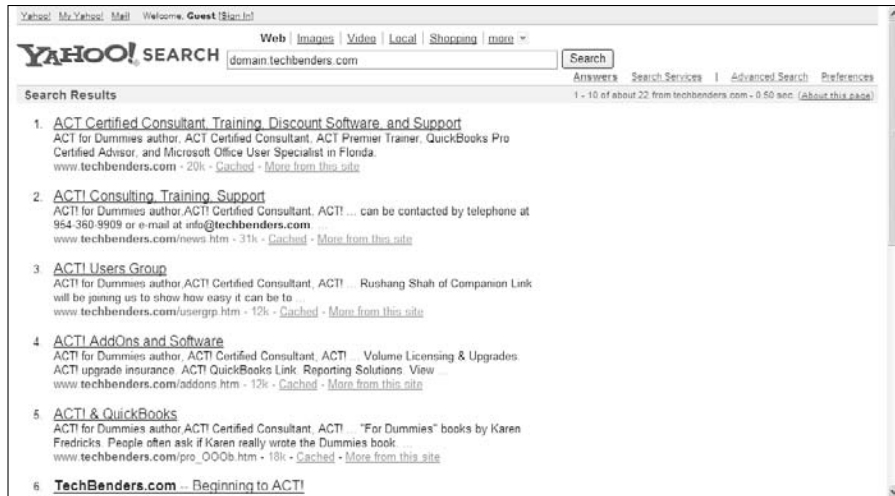 Yahoo! My Yahoo! Mail Welcome, Guest [Sign In]
Web | Images | Video | Local | Shopping | more
YAHOO! SEARCH
domain:techbenders.com
Search
Answers Search Services | Advanced Search Preferences
Search Results
1 - 10 of about 22 from techbenders.com - 0.50 sec. (About this page)
1. ACT Certified Consultant, Training, Discount Software, and Support
ACT for Dummies author, ACT Certified Consultant, ACT Premier Trainer, QuickBooks Pro
Certified Advisor, and Microsoft Office User Specialist in Florida.
www.techbenders.com - 20k - Cached - More from this site
2. ACT! Consulting, Training, Support
ACT! for Dummies author,ACT! Certified Consultant, ACT! ... can be contacted by telephone at
954-360-9909 or e-mail at info@techbenders.com. ...
www.techbenders.com/news.htm - 31k - Cached - More from this site
3. ACT! Users Group
ACT! for Dummies author,ACT! Certified Consultant, ACT! ... Rushang Shah of Companion Link
will be joining us to show how easy it can be to ...
www.techbenders.com/usergrp.htm - 12k - Cached - More from this site
4. ACT! AddOns and Software
ACT! for Dummies author, ACT! Certified Consultant, ACT! ... Volume Licensing & Upgrades.
ACT! upgrade insurance. ACT! QuickBooks Link. Reporting Solutions. View ...
www.techbenders.com/addons.htm - 12k - Cached - More from this site
5. ACT! & QuickBooks
ACT! for Dummies author,ACT! Certified Consultant, ACT! ... "For Dummies" books by Karen
Fredricks. People often ask if Karen really wrote the Dummies book. ...
www.techbenders.com/pro_OOOb.htm - 18k - Cached - More from this site
6. TechBenders.com -- Beginning to ACT!